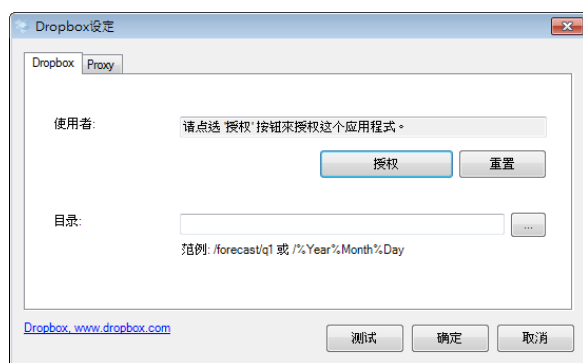 Dropbox设定
Dropbox Proxy
使用者: 请点选 '授权' 按钮来授权这个应用程式。
授权 重置
目录: ...
范例: /forecast/q1 或 /%Year%Month%Day
Dropbox, www.dropbox.com 测试 确定 取消